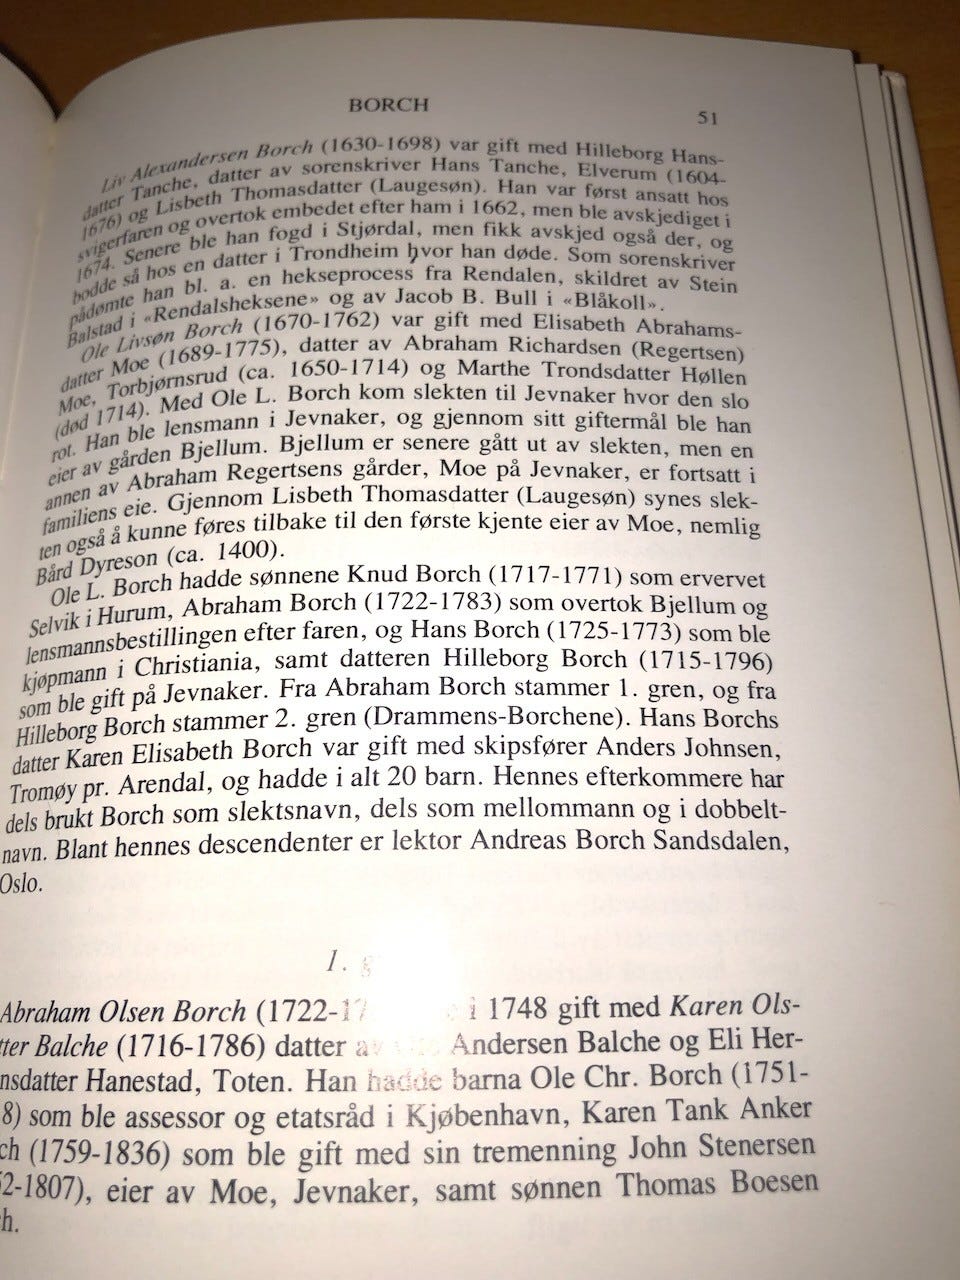 BORCH
51
Liv Alexandersen Borch (1630-1698) var gift med Hilleborg Hans-
datter Tanche, datter av sorenskriver Hans Tanche, Elverum (1604-
1676) og Lisbeth Thomasdatter (Laugesøn). Han var først ansatt hos
svigerfaren og overtok embedet efter ham i 1662, men ble avskjediget i
1674. Senere ble han fogd i Stjørdal, men fikk avskjed også der, og
bodde så hos en datter i Trondheim hvor han døde. Som sorenskriver
pådømte han bl. a. en hekseprocess fra Rendalen, skildret av Stein
Balstad i «Rendalsheksene» og av Jacob B. Bull i «Blåkoll».
Ole Livsøn Borch (1670-1762) var gift med Elisabeth Abrahams-
datter Moe (1689-1775), datter av Abraham Richardsen (Regertsen)
Moe, Torbjørnsrud (ca. 1650-1714) og Marthe Trondsdatter Høllen
(død 1714). Med Ole L. Borch kom slekten til Jevnaker hvor den slo
rot. Han ble lensmann i Jevnaker, og gjennom sitt giftermål ble han
eier av gården Bjellum. Bjellum er senere gått ut av slekten, men en
annen av Abraham Regertsens gårder, Moe på Jevnaker, er fortsatt i
familiens eie. Gjennom Lisbeth Thomasdatter (Laugesøn) synes slek-
ten også å kunne føres tilbake til den første kjente eier av Moe, nemlig
Bård Dyreson (ca. 1400).
Ole L. Borch hadde sønnene Knud Borch (1717-1771) som ervervet
Selvik i Hurum, Abraham Borch (1722-1783) som overtok Bjellum og
lensmannsbestillingen efter faren, og Hans Borch (1725-1773) som ble
kjøpmann i Christiania, samt datteren Hilleborg Borch (1715-1796)
som ble gift på Jevnaker. Fra Abraham Borch stammer 1. gren, og fra
Hilleborg Borch stammer 2. gren (Drammens-Borchene). Hans Borchs
datter Karen Elisabeth Borch var gift med skipsfører Anders Johnsen,
Tromøy pr. Arendal, og hadde i alt 20 barn. Hennes efterkommere har
dels brukt Borch som slektsnavn, dels som mellommann og i dobbelt-
navn. Blant hennes descendenter er lektor Andreas Borch Sandsdalen,
Oslo.
1.
Abraham Olsen Borch (1722- i 1748 gift med Karen Ols-
tter Balche (1716-1786) datter Andersen Balche og Eli Her-
nsdatter Hanestad, Toten. Han hadde barna Ole Chr. Borch (1751-
8) som ble assessor og etatsråd i Kjøbenhavn, Karen Tank Anker
ch (1759-1836) som ble gift med sin tremenning John Stenersen
2-1807), eier av Moe, Jevnaker, samt sønnen Thomas Boesen
h.